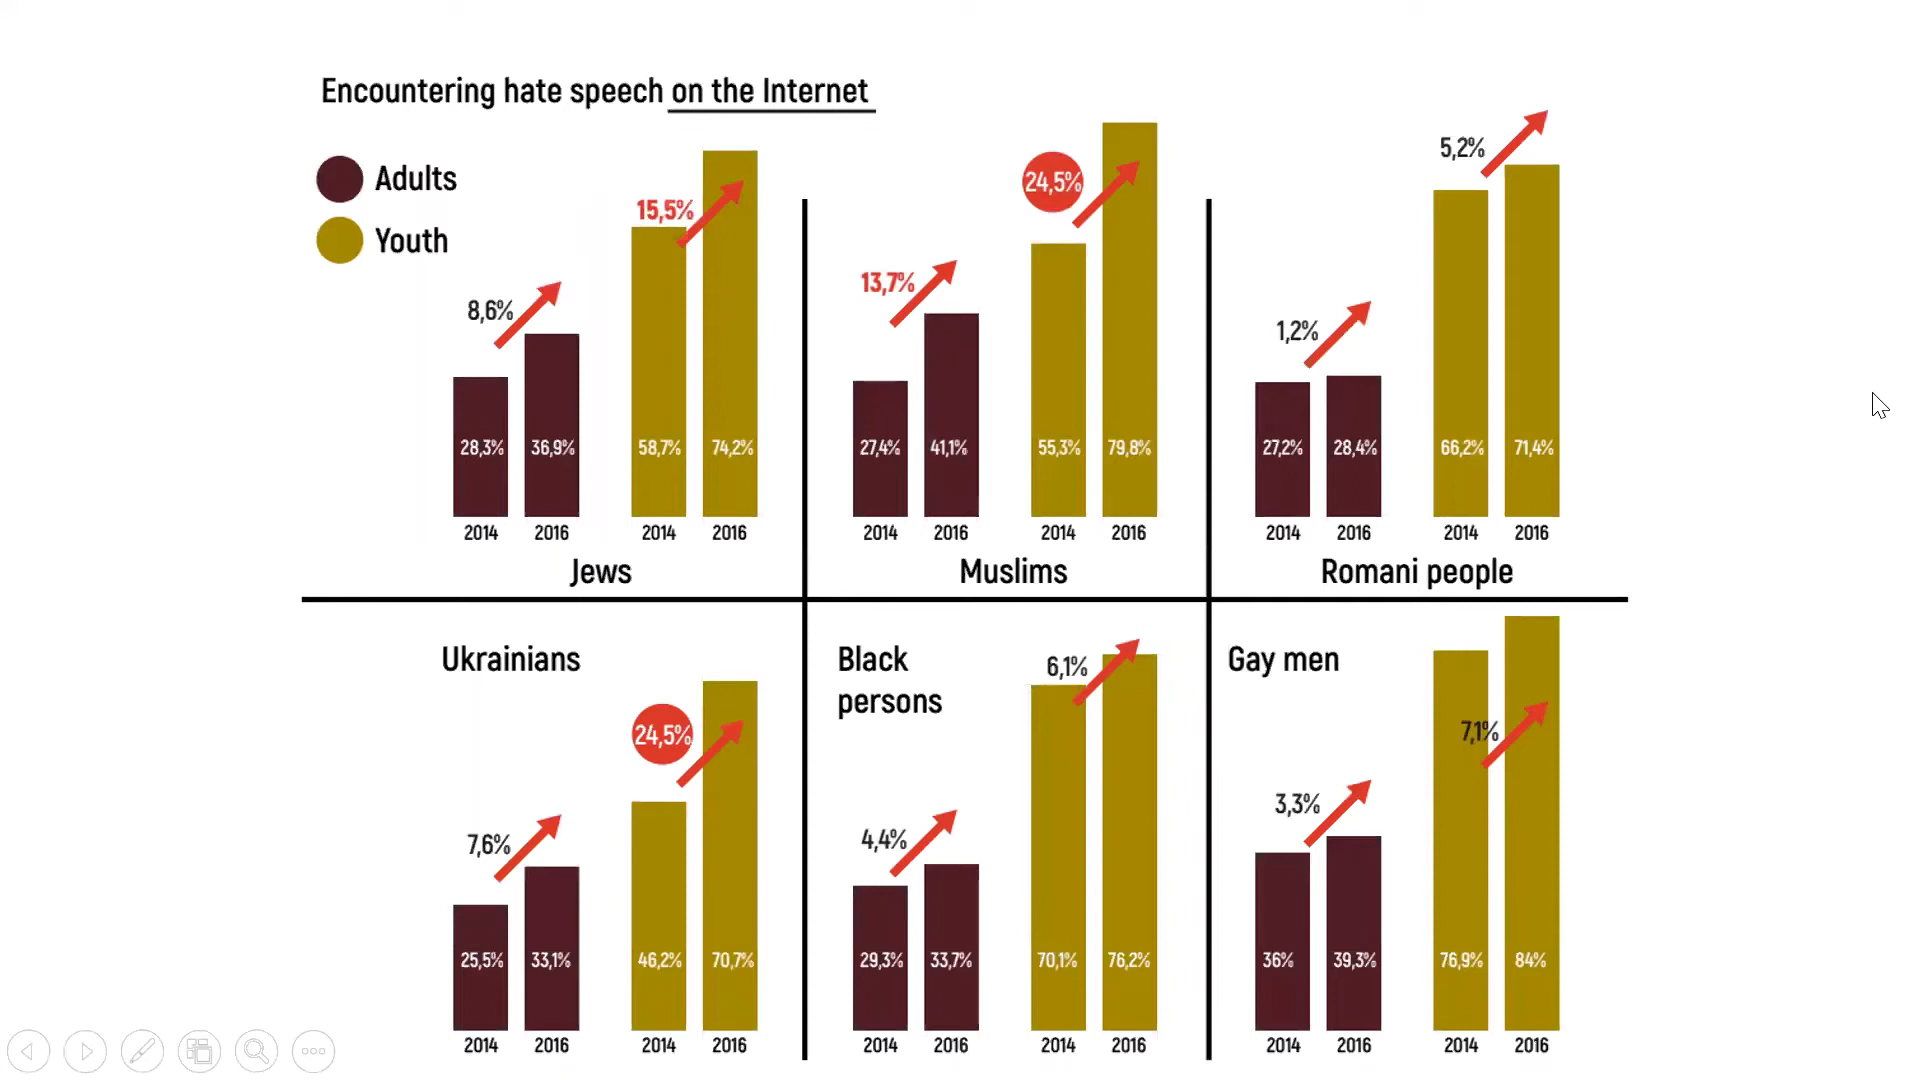 Encountering hate speech on the Internet
Adults
Youth
8,6%
15,5%
28,3% 36,9% 58,7% 74,2%
2014 2016 2014 2016
Jews
13,7%
24,5%
27,4% 41,1% 55,3% 79,8%
2014 2016 2014 2016
Muslims
1,2%
5,2%
27,2% 28,4% 66,2% 71,4%
2014 2016 2014 2016
Romani people
Ukrainians
7,6%
24,5%
25,5% 33,1% 46,2% 70,7%
2014 2016 2014 2016
Black
persons
4,4%
6,1%
29,3% 33,7% 70,1% 76,2%
2014 2016 2014 2016
Gay men
3,3%
7,1%
36% 39,3% 76,9% 84%
2014 2016 2014 2016